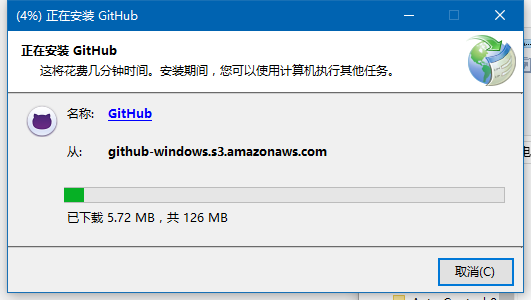 (4%) 正在安装 GitHub
正在安装 GitHub
这将花费几分钟时间。安装期间，您可以使用计算机执行其他任务。
名称: GitHub
从: github-windows.s3.amazonaws.com
已下载 5.72 MB，共 126 MB
取消(C)